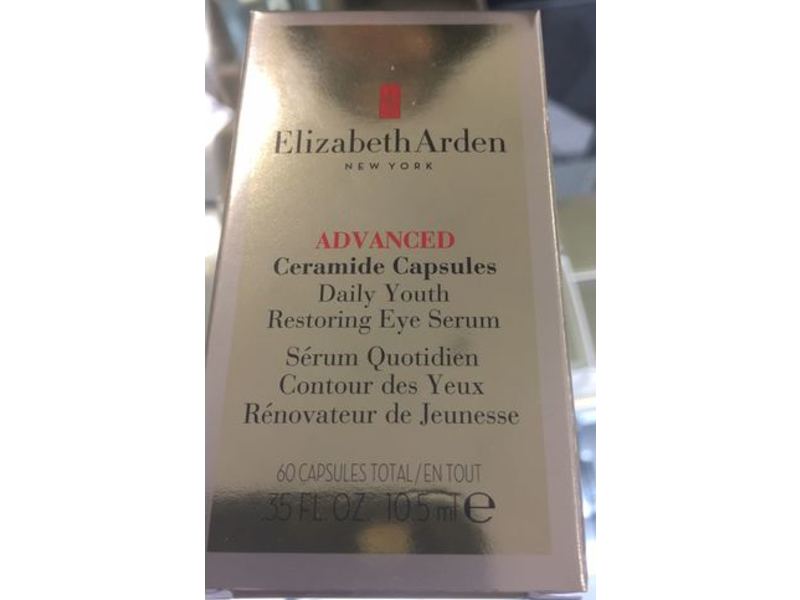 Elizabeth Arden
NEW YORK
ADVANCED
Ceramide Capsules
Daily Youth
Restoring Eye Serum
Sérum Quotidien
Contour des Yeux
Rénovateur de Jeunesse
60 CAPSULES TOTAL/EN TOUT
.35 FL. OZ. 10.5 ml e